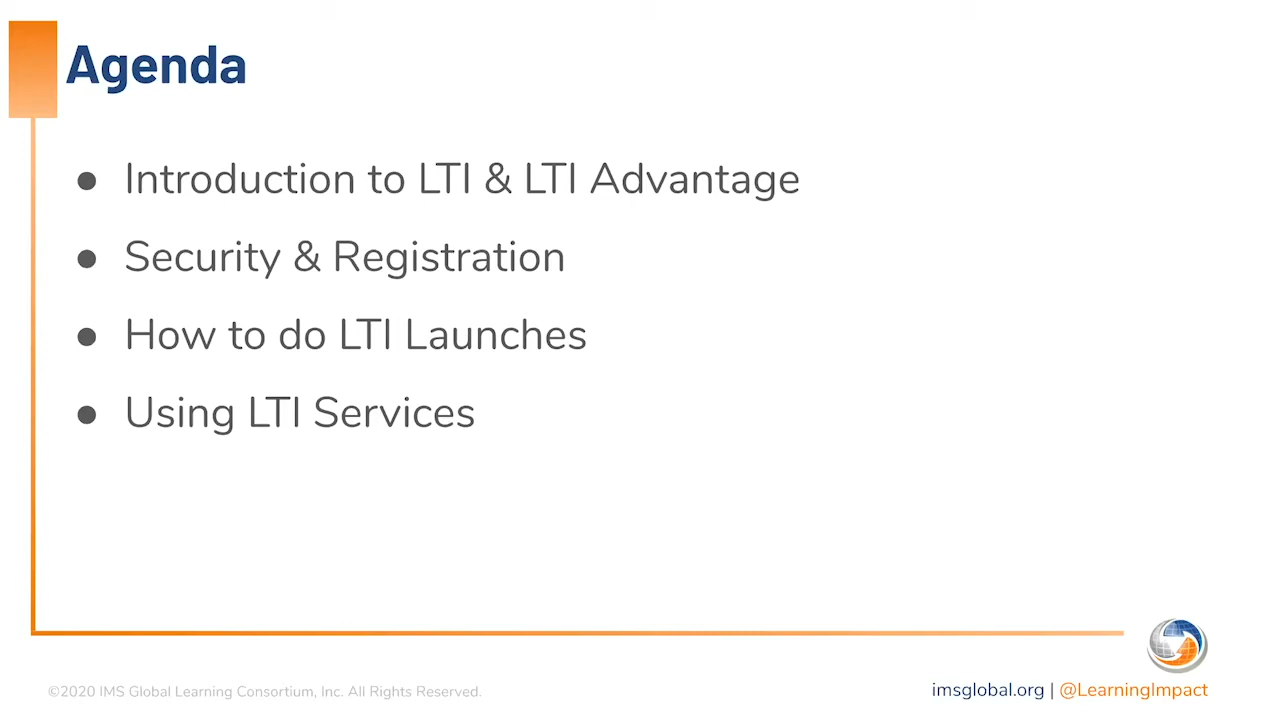 Agenda
● Introduction to LTI & LTI Advantage
● Security & Registration
● How to do LTI Launches
● Using LTI Services
©2020 IMS Global Learning Consortium, Inc. All Rights Reserved.
imsglobal.org | @LearningImpact